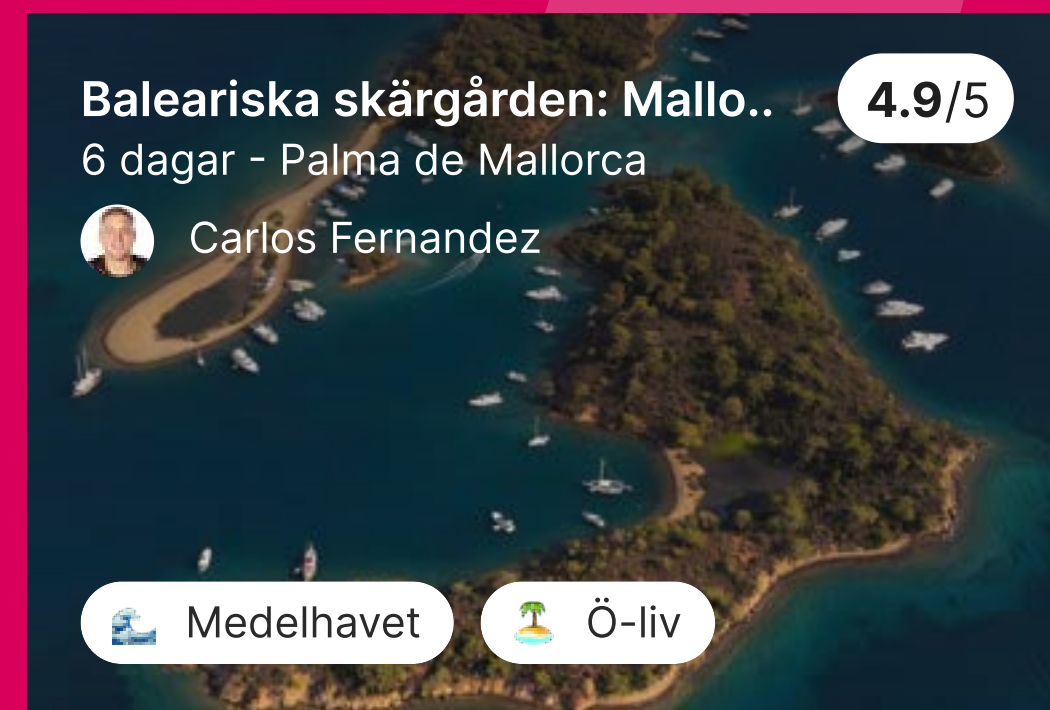 Baleariska skärgården: Mallo..
4.9/5
6 dagar - Palma de Mallorca
Carlos Fernandez
Medelhavet
Ö-liv